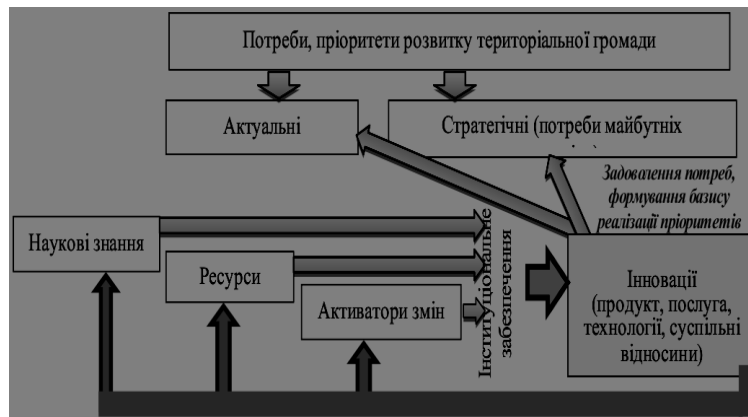 Потреби, пріоритети розвитку територіальної громади
Актуальні
Стратегічні (потреби майбутніх
Задоволення потреб,
формування базису
реалізації пріоритетів
Наукові знання
Ресурси
Активатори змін
Інституціональне
забезпечення
Інновації
(продукт, послуга,
технології, суспільні
відносини)